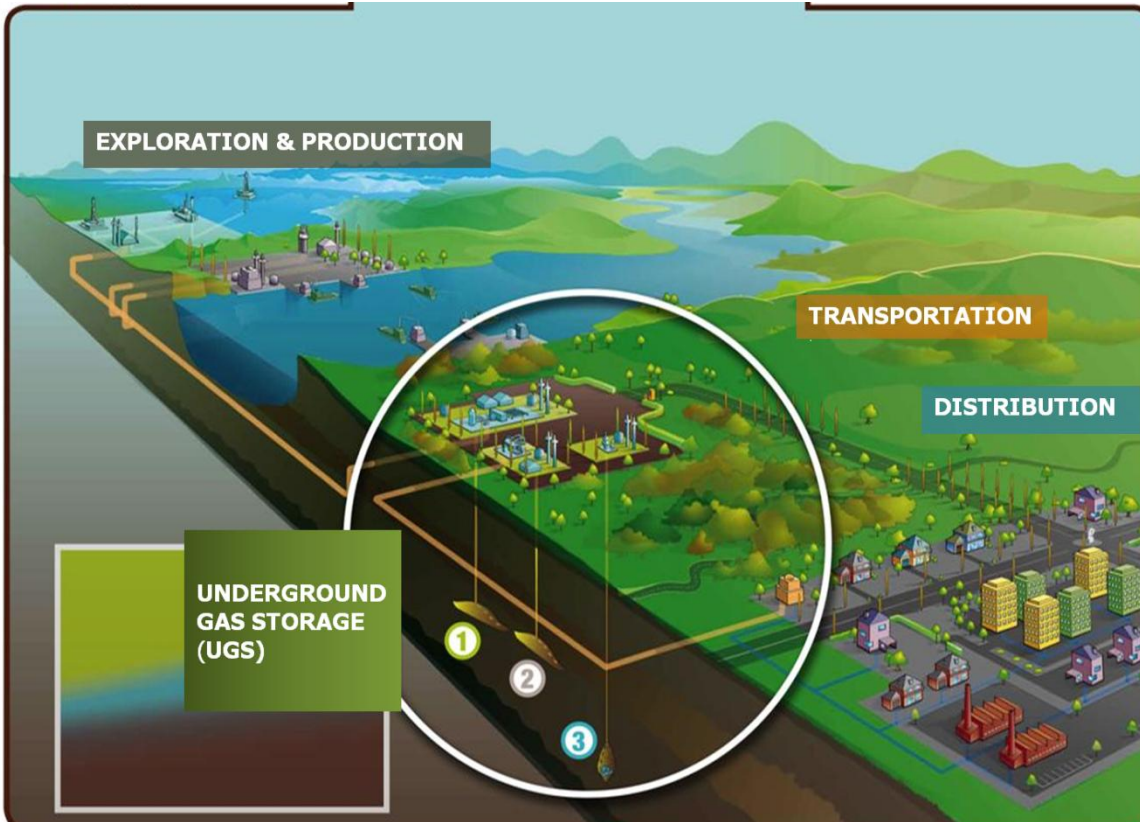 EXPLORATION & PRODUCTION
TRANSPORTATION
DISTRIBUTION
UNDERGROUND
GAS STORAGE
(UGS)
1
2
3